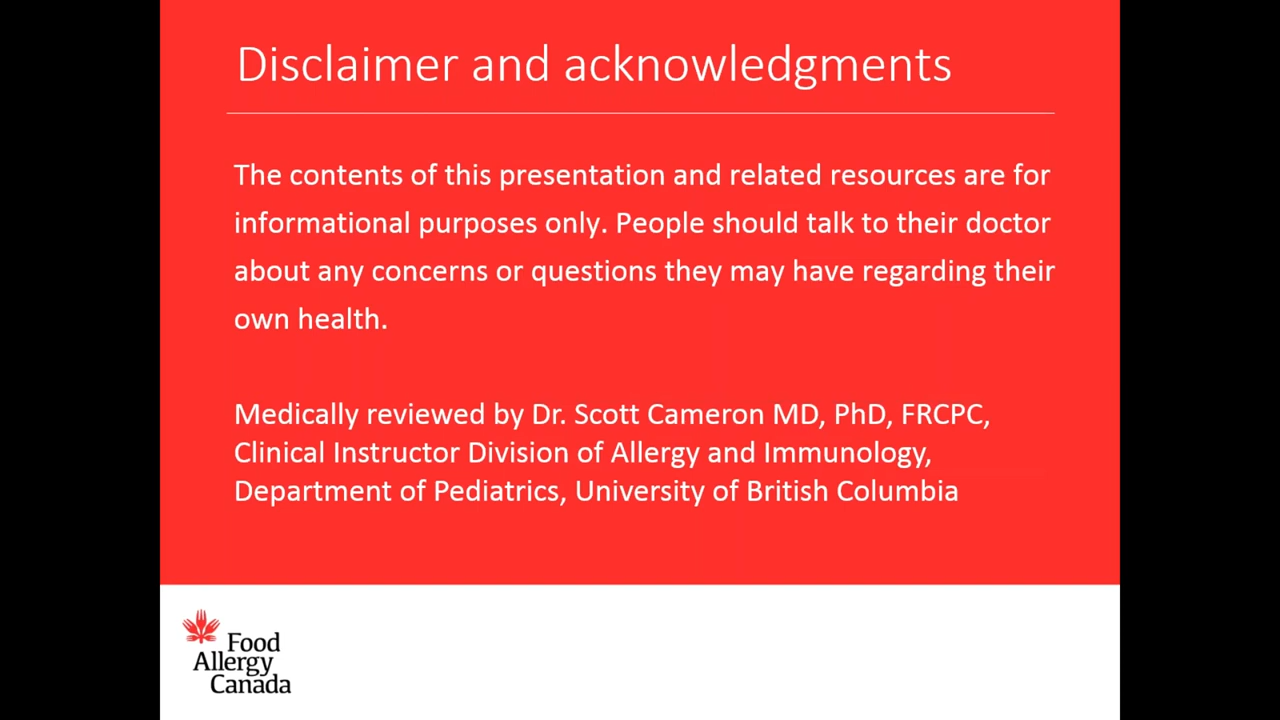 Disclaimer and acknowledgments
The contents of this presentation and related resources are for
informational purposes only. People should talk to their doctor
about any concerns or questions they may have regarding their
own health.
Medically reviewed by Dr. Scott Cameron MD, PhD, FRCPC,
Clinical Instructor Division of Allergy and Immunology,
Department of Pediatrics, University of British Columbia
Food
Allergy
Canada